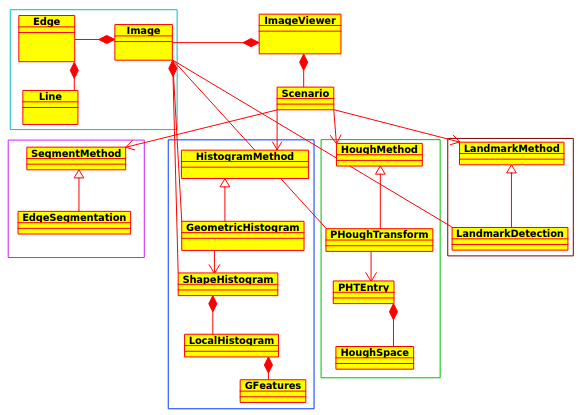 Edge
Image
ImageViewer
Line
Scenario
SegmentMethod
HistogramMethod
HoughMethod
LandmarkMethod
EdgeSegmentation
GeometricHistogram
PHoughTransform
LandmarkDetection
ShapeHistogram
PHTEntry
LocalHistogram
HoughSpace
GFeatures